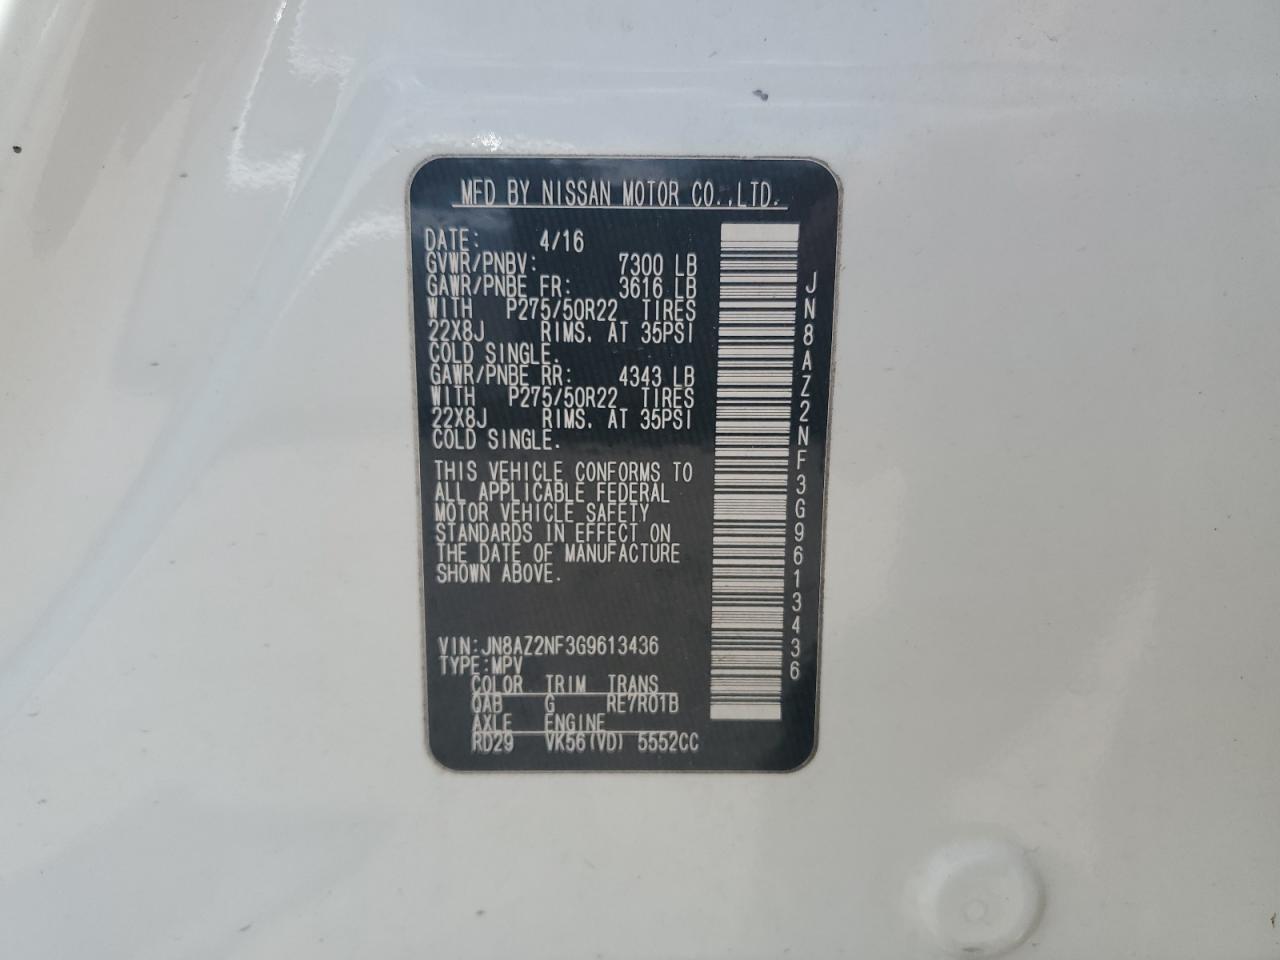 MFD BY NISSAN MOTOR CO.,LTD.
DATE: 4/16
GVWR/PNBV: 7300 LB
GAWR/PNBE FR: 3616 LB
WITH P275/50R22 TIRES
22X8J RIMS. AT 35PSI
COLD SINGLE.
GAWR/PNBE RR: 4343 LB
WITH P275/50R22 TIRES
22X8J RIMS. AT 35PSI
COLD SINGLE.
THIS VEHICLE CONFORMS TO
ALL APPLICABLE FEDERAL
MOTOR VEHICLE SAFETY
STANDARDS IN EFFECT ON
THE DATE OF MANUFACTURE
SHOWN ABOVE.
VIN:JN8AZ2NF3G9613436
TYPE:MPV
COLOR TRIM TRANS
QAB G RE7R01B
AXLE ENGINE
RD29 VK56(VD) 5552CC
JN8AZ2NF3G9613436